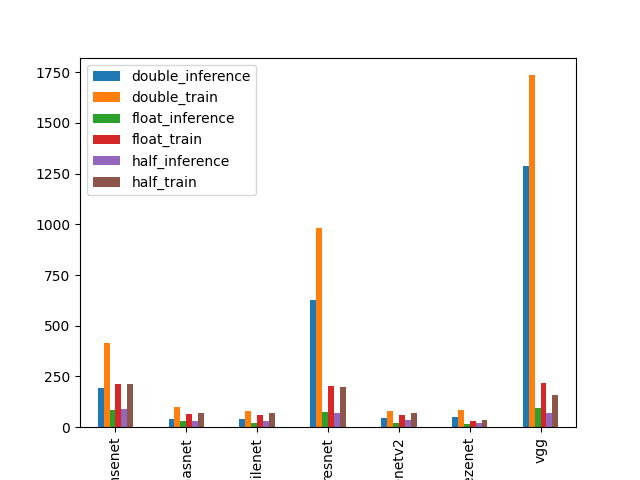 1750
1500
1250
1000
750
500
250
0
double_inference
double_train
float_inference
float_train
half_inference
half_train
nsenet
asnet
ilenet
resnet
enetv2
ezenet
vgg